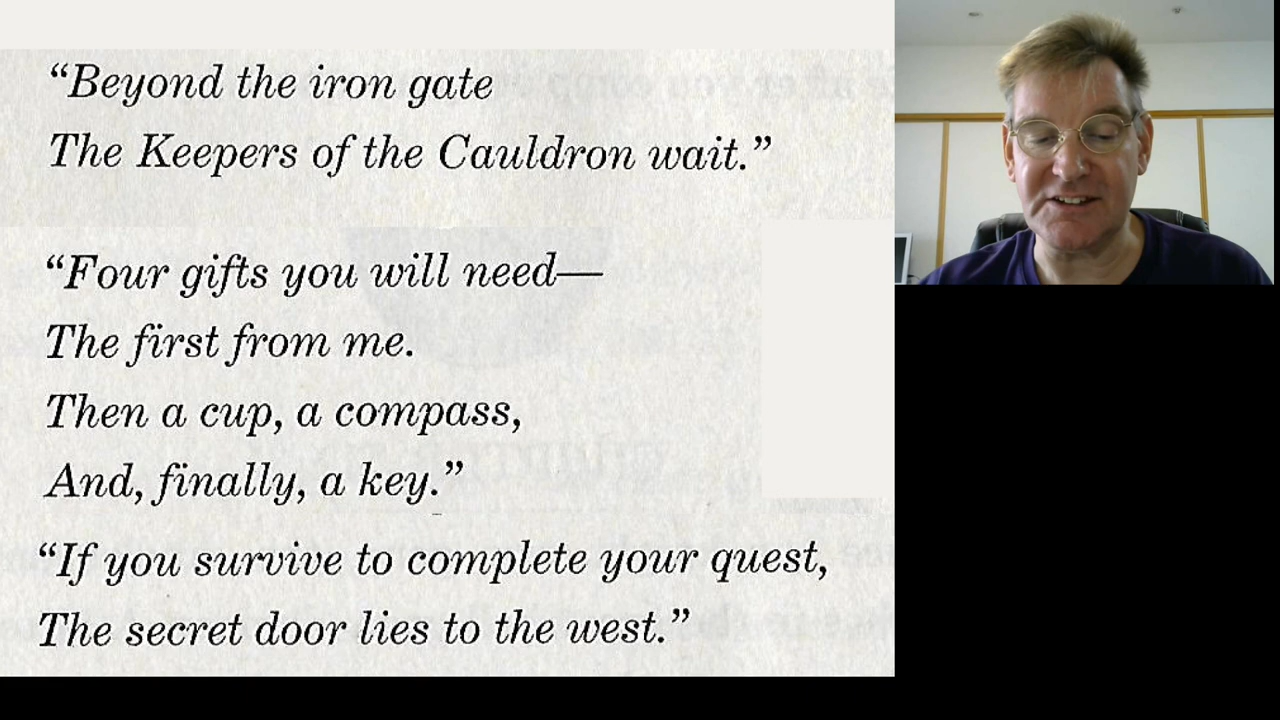 “Beyond the iron gate
The Keepers of the Cauldron wait.”
“Four gifts you will need—
The first from me.
Then a cup, a compass,
And, finally, a key.”
“If you survive to complete your quest,
The secret door lies to the west.”